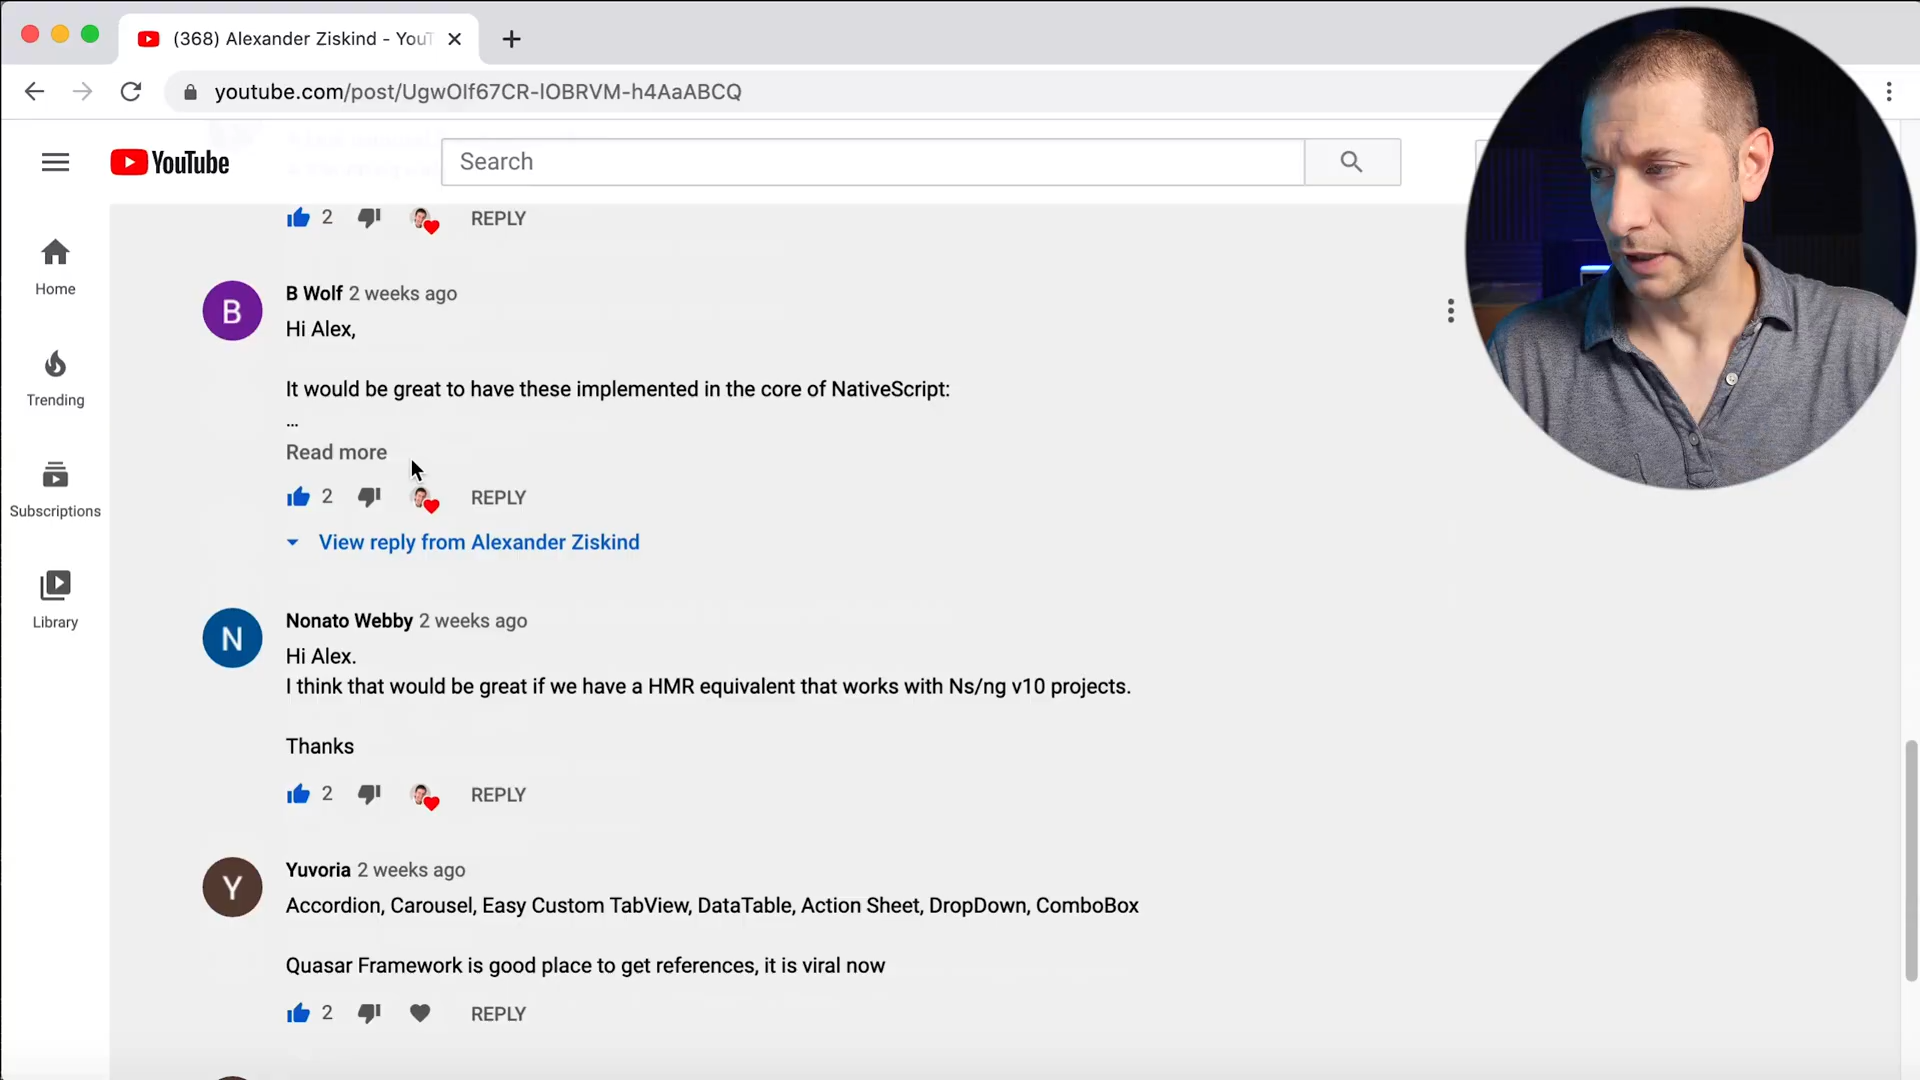 (368) Alexander Ziskind - YouT
youtube.com/post/UgwOlf67CR-lOBRVM-h4AaABCQ
YouTube
Search
2 REPLY
Home
B
B Wolf 2 weeks ago
Hi Alex,
It would be great to have these implemented in the core of NativeScript:
...
Read more
2 REPLY
View reply from Alexander Ziskind
Trending
Subscriptions
Library
N
Nonato Webby 2 weeks ago
Hi Alex.
I think that would be great if we have a HMR equivalent that works with Ns/ng v10 projects.
Thanks
2 REPLY
Y
Yuvoria 2 weeks ago
Accordion, Carousel, Easy Custom TabView, DataTable, Action Sheet, DropDown, ComboBox
Quasar Framework is good place to get references, it is viral now
2 REPLY